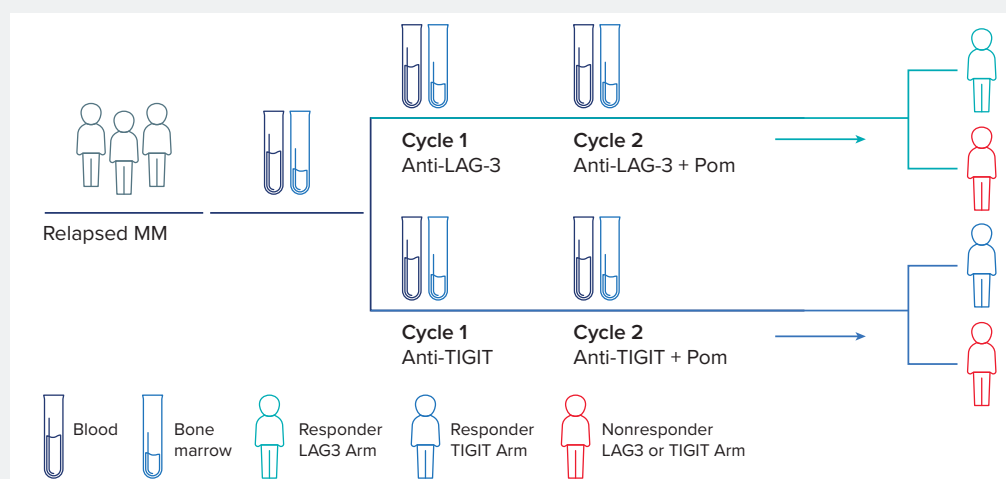 Cycle 1
Anti-LAG-3
Cycle 2
Anti-LAG-3 + Pom
Relapsed MM
Cycle 1
Anti-TIGIT
Cycle 2
Anti-TIGIT + Pom
Blood
Bone
marrow
Responder
LAG3 Arm
Responder
TIGIT Arm
Nonresponder
LAG3 or TIGIT Arm